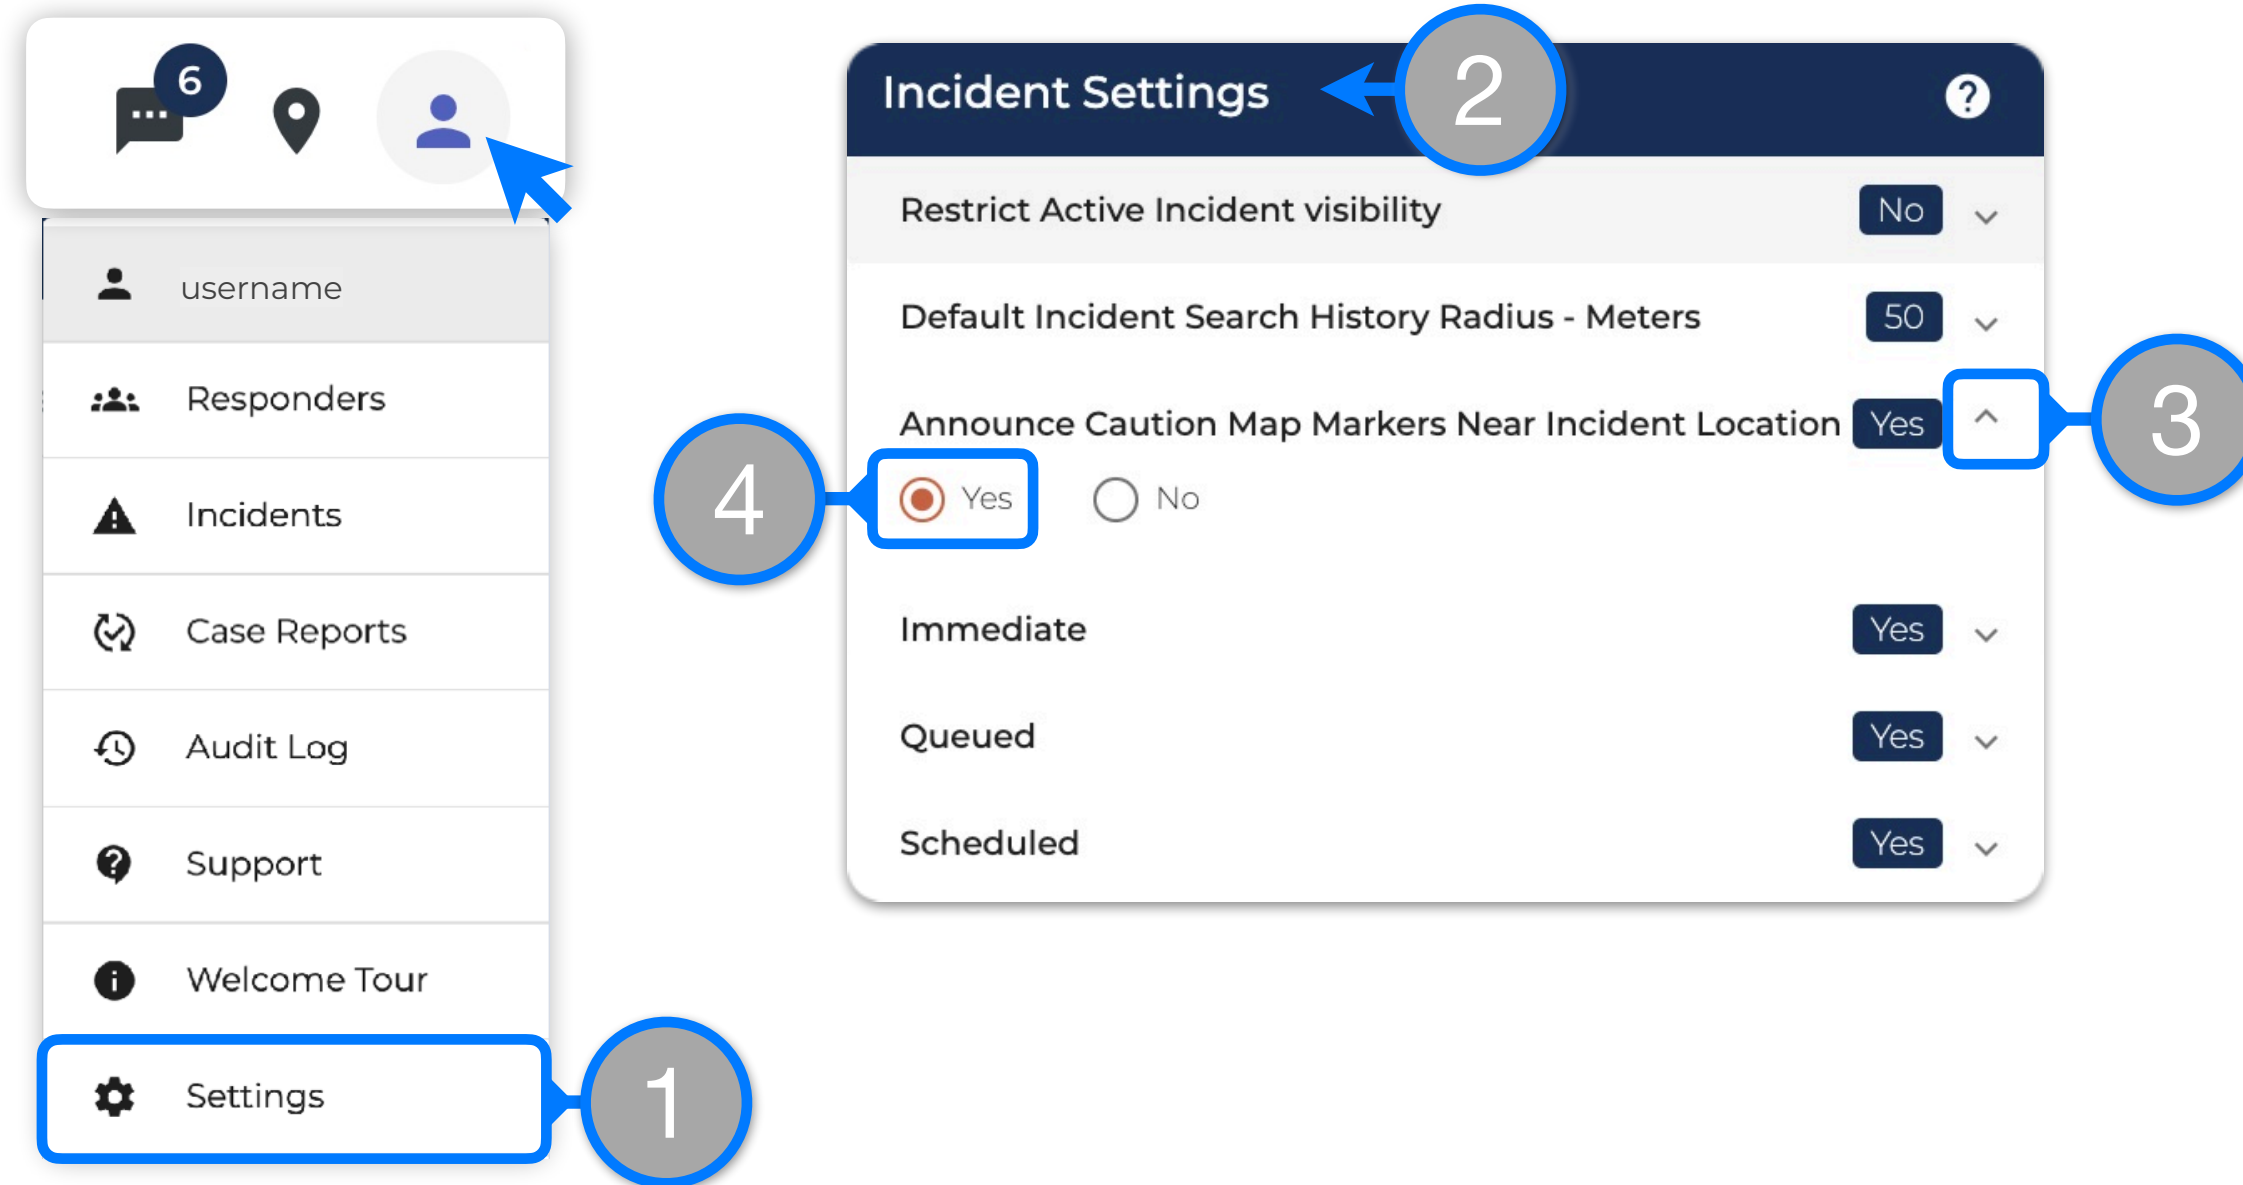 6
username
Responders
Incidents
Case Reports
Audit Log
Support
Welcome Tour
Settings
1
Incident Settings
2
?
Restrict Active Incident visibility No
Default Incident Search History Radius - Meters 50
Announce Caution Map Markers Near Incident Location Yes
3
4
Yes No
Immediate Yes
Queued Yes
Scheduled Yes